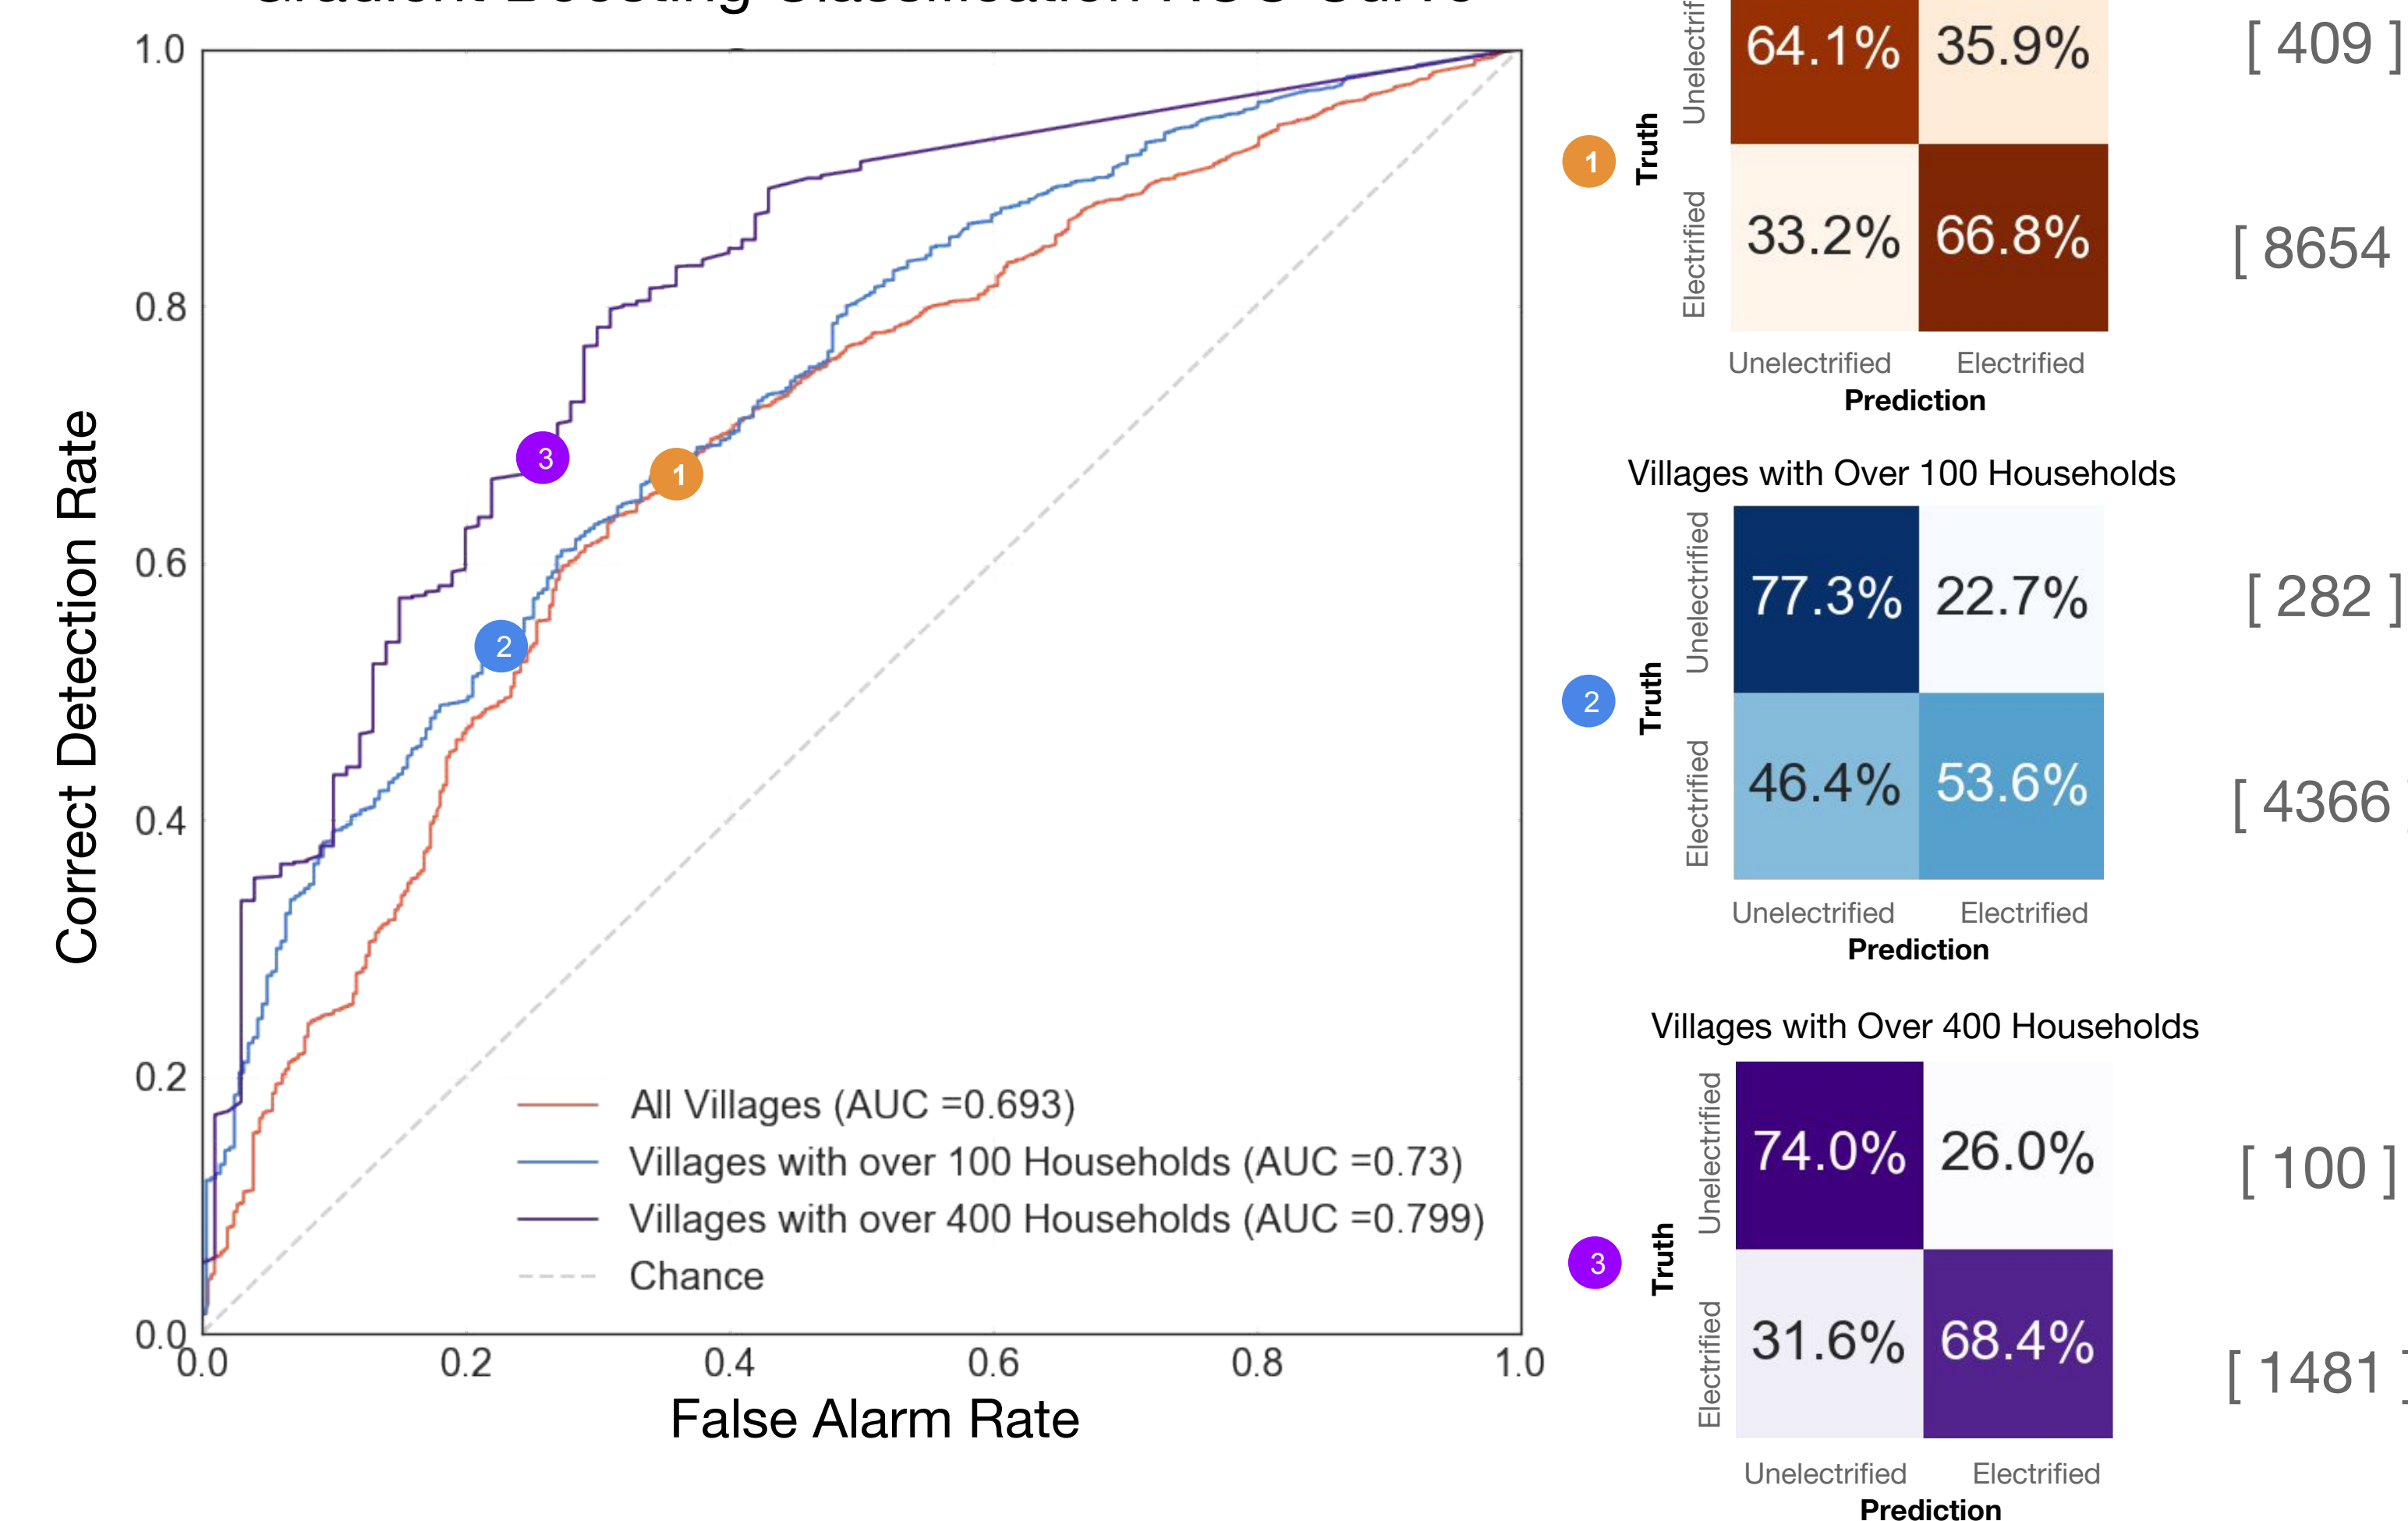 Gradient Boosting Classification ROC Curve
1.0
0.8
0.6
0.4
0.2
0.0
0.0 0.2 0.4 0.6 0.8 1.0
Correct Detection Rate
False Alarm Rate
3
1
2
All Villages (AUC =0.693)
Villages with over 100 Households (AUC =0.73)
Villages with over 400 Households (AUC =0.799)
Chance
1
Truth
Unelectrified
64.1% 35.9%
[ 409 ]
Electrified
33.2% 66.8%
[ 8654
Unelectrified Electrified
Prediction
Villages with Over 100 Households
2
Truth
Unelectrified
77.3% 22.7%
[ 282 ]
Electrified
46.4% 53.6%
[ 4366
Unelectrified Electrified
Prediction
Villages with Over 400 Households
3
Truth
Unelectrified
74.0% 26.0%
[ 100 ]
Electrified
31.6% 68.4%
[ 1481 ]
Unelectrified Electrified
Prediction